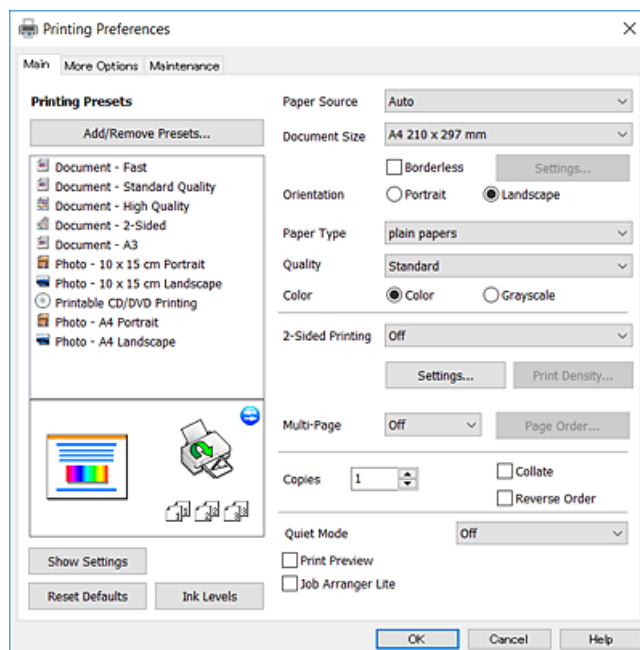 Printing Preferences
Main
More Options
Maintenance
Printing Presets
Add/Remove Presets...
Document - Fast
Document - Standard Quality
Document - High Quality
Document - 2-Sided
Document - A3
Photo - 10 x 15 cm Portrait
Photo - 10 x 15 cm Landscape
Printable CD/DVD Printing
Photo - A4 Portrait
Photo - A4 Landscape
Show Settings
Reset Defaults
Ink Levels
Paper Source
Auto
Document Size
A4 210 x 297 mm
Borderless
Settings...
Orientation
Portrait
Landscape
Paper Type
plain papers
Quality
Standard
Color
Color
Grayscale
2-Sided Printing
Off
Settings...
Print Density...
Multi-Page
Off
Page Order...
Copies
1
Collate
Reverse Order
Quiet Mode
Off
Print Preview
Job Arranger Lite
OK
Cancel
Help